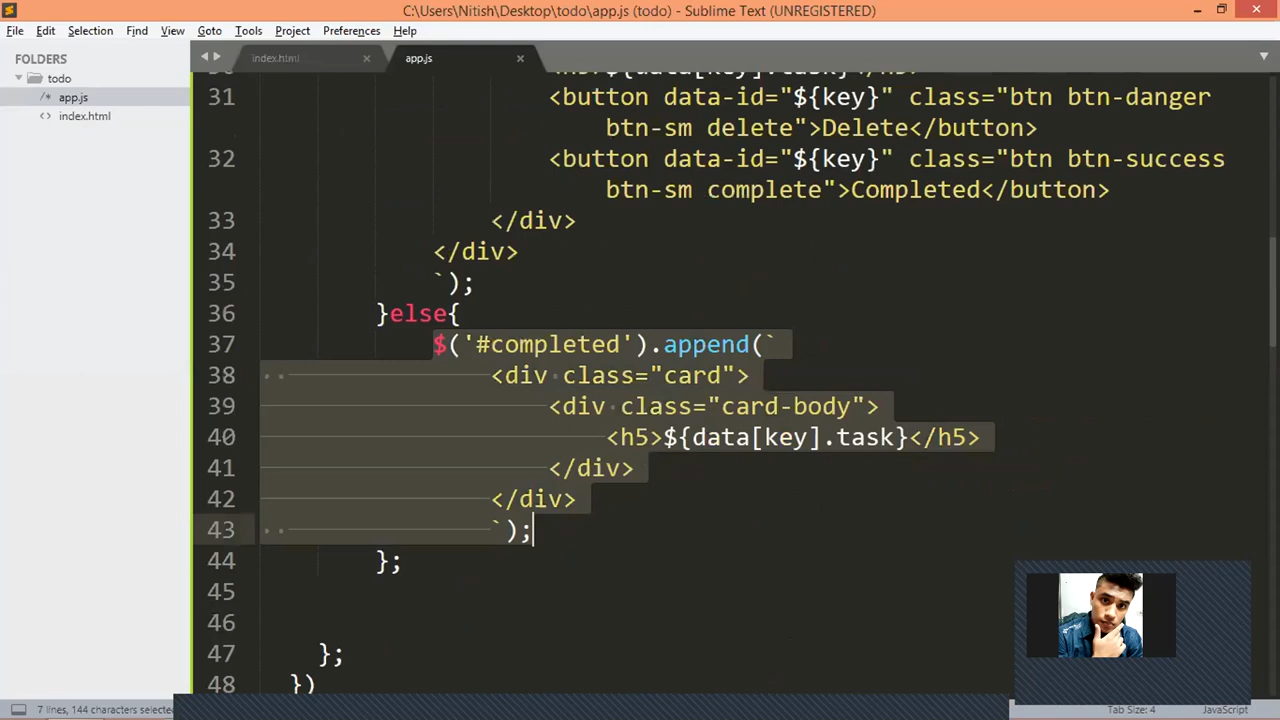 C:\Users\Nitish\Desktop\todo\app.js (todo) - Sublime Text (UNREGISTERED)
File Edit Selection Find View Goto Tools Project Preferences Help
FOLDERS
todo
app.js
index.html
index.html
app.js
<h5>${data[key].task}</h5>
31 <button data-id="${key}" class="btn btn-danger
btn-sm delete">Delete</button>
32 <button data-id="${key}" class="btn btn-success
btn-sm complete">Completed</button>
33 </div>
34 </div>
35 `);
36 }else{
37 $('#completed').append(`
38 <div class="card">
39 <div class="card-body">
40 <h5>${data[key].task}</h5>
41 </div>
42 </div>
43 `);
44 };
45
46
47 };
48 })
7 lines, 144 characters selected
Tab Size: 4
JavaScript